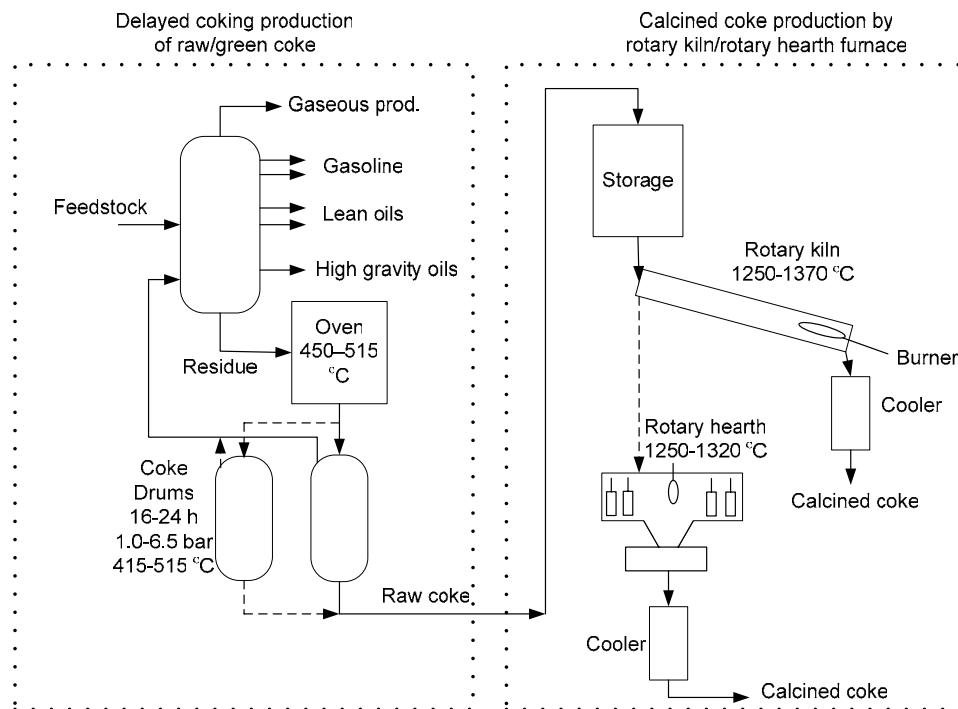 Delayed coking production
of raw/green coke
Calcined coke production by
rotary kiln/rotary hearth furnace
Gaseous prod.
Gasoline
Feedstock
Lean oils
High gravity oils
Oven
450–515
°C
Residue
Coke
Drums
16-24 h
1.0-6.5 bar
415-515 °C
Raw coke
Storage
Rotary kiln
1250-1370 °C
Burner
Cooler
Calcined coke
Rotary hearth
1250-1320 °C
Cooler
Calcined coke